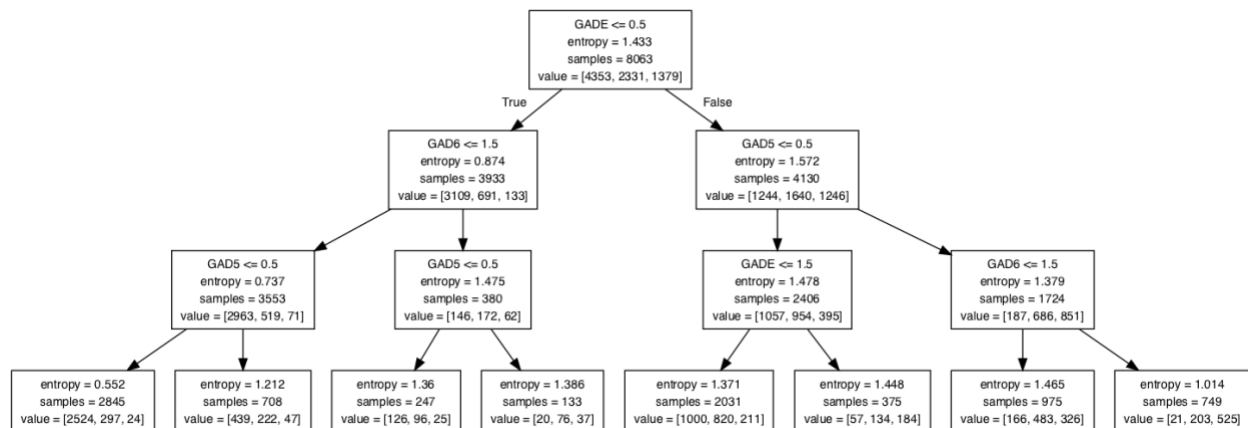 GADE <= 0.5
entropy = 1.433
samples = 8063
value = [4353, 2331, 1379]
True
False
GAD6 <= 1.5
entropy = 0.874
samples = 3933
value = [3109, 691, 133]
GAD5 <= 0.5
entropy = 1.572
samples = 4130
value = [1244, 1640, 1246]
GAD5 <= 0.5
entropy = 0.737
samples = 3553
value = [2963, 519, 71]
GAD5 <= 0.5
entropy = 1.475
samples = 380
value = [146, 172, 62]
GADE <= 1.5
entropy = 1.478
samples = 2406
value = [1057, 954, 395]
GAD6 <= 1.5
entropy = 1.379
samples = 1724
value = [187, 686, 851]
entropy = 0.552
samples = 2845
value = [2524, 297, 24]
entropy = 1.212
samples = 708
value = [439, 222, 47]
entropy = 1.36
samples = 247
value = [126, 96, 25]
entropy = 1.386
samples = 133
value = [20, 76, 37]
entropy = 1.371
samples = 2031
value = [1000, 820, 211]
entropy = 1.448
samples = 375
value = [57, 134, 184]
entropy = 1.465
samples = 975
value = [166, 483, 326]
entropy = 1.014
samples = 749
value = [21, 203, 525]